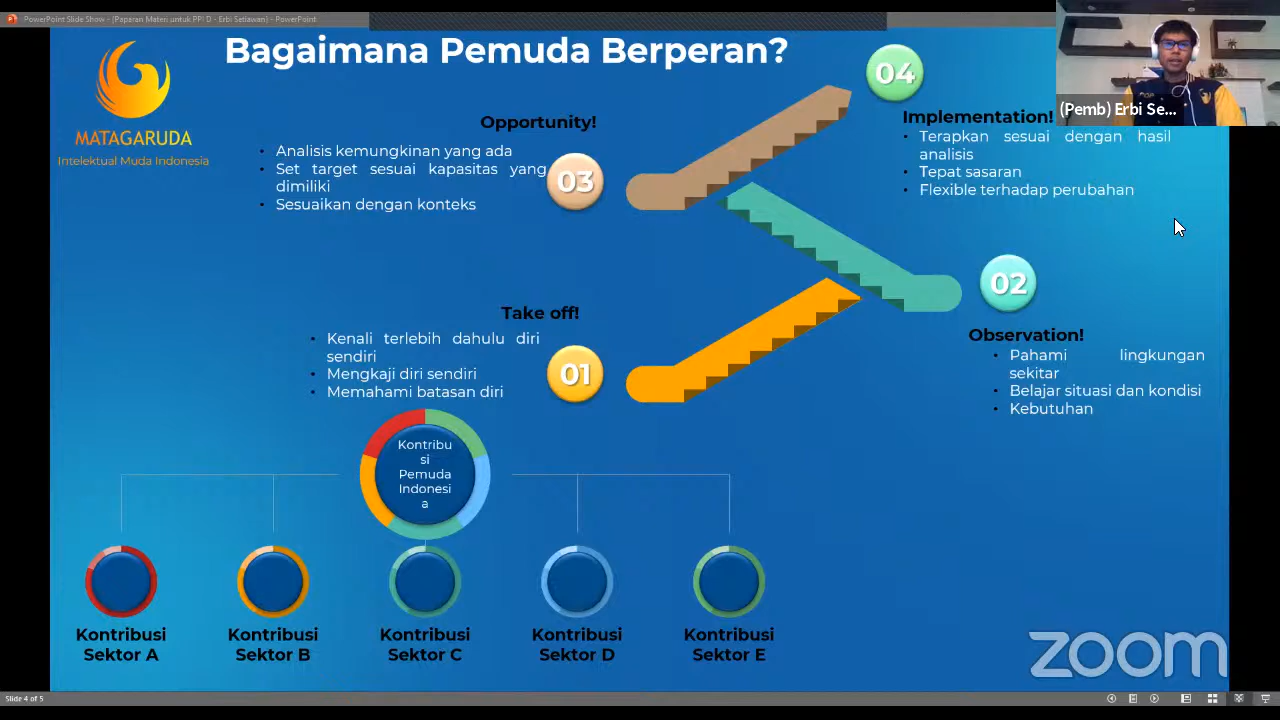 PowerPoint Slide Show - [Paparan Materi untuk PPI D - Erbi Setiawan] - PowerPoint
Bagaimana Pemuda Berperan?
MATAGARUDA
Intelektual Muda Indonesia
(Pemb) Erbi Se...
04
Implementation!
• Terapkan sesuai dengan hasil
analisis
• Tepat sasaran
• Flexible terhadap perubahan
Opportunity!
• Analisis kemungkinan yang ada
• Set target sesuai kapasitas yang
dimiliki
• Sesuaikan dengan konteks
03
02
Observation!
• Pahami lingkungan
sekitar
• Belajar situasi dan kondisi
• Kebutuhan
Take off!
• Kenali terlebih dahulu diri
sendiri
• Mengkaji diri sendiri
• Memahami batasan diri
01
Kontribu
si
Pemuda
Indonesi
a
Kontribusi
Sektor A
Kontribusi
Sektor B
Kontribusi
Sektor C
Kontribusi
Sektor D
Kontribusi
Sektor E
zoom
Slide 4 of 5